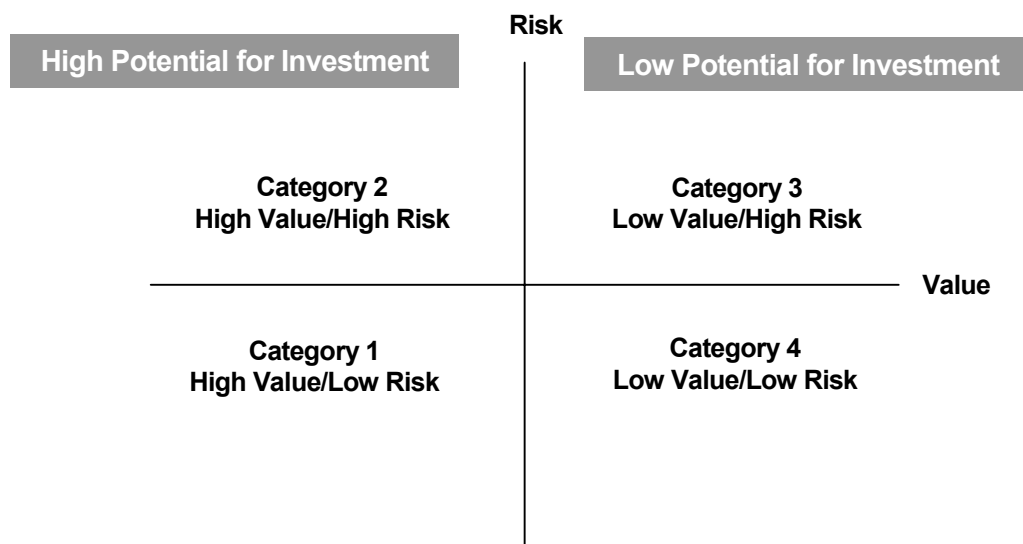 Risk
High Potential for Investment
Low Potential for Investment
Category 2
High Value/High Risk
Category 3
Low Value/High Risk
Value
Category 1
High Value/Low Risk
Category 4
Low Value/Low Risk